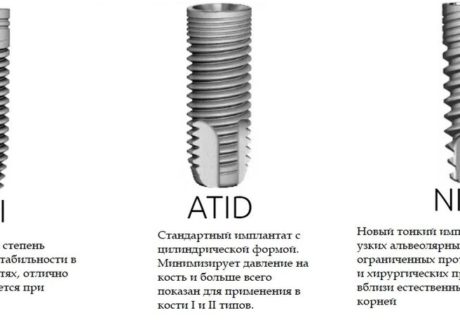 I
степень
табильности в
тях, отлично
ется при
ATID
Стандартный имплантат с
цилиндрической формой.
Минимизирует давление на
кость и больше всего
показан для применения в
кости I и II типов.
NI
Новый тонкий имп
узких альвеолярны
ограниченных прот
и хирургических пр
вблизи естественны
корней